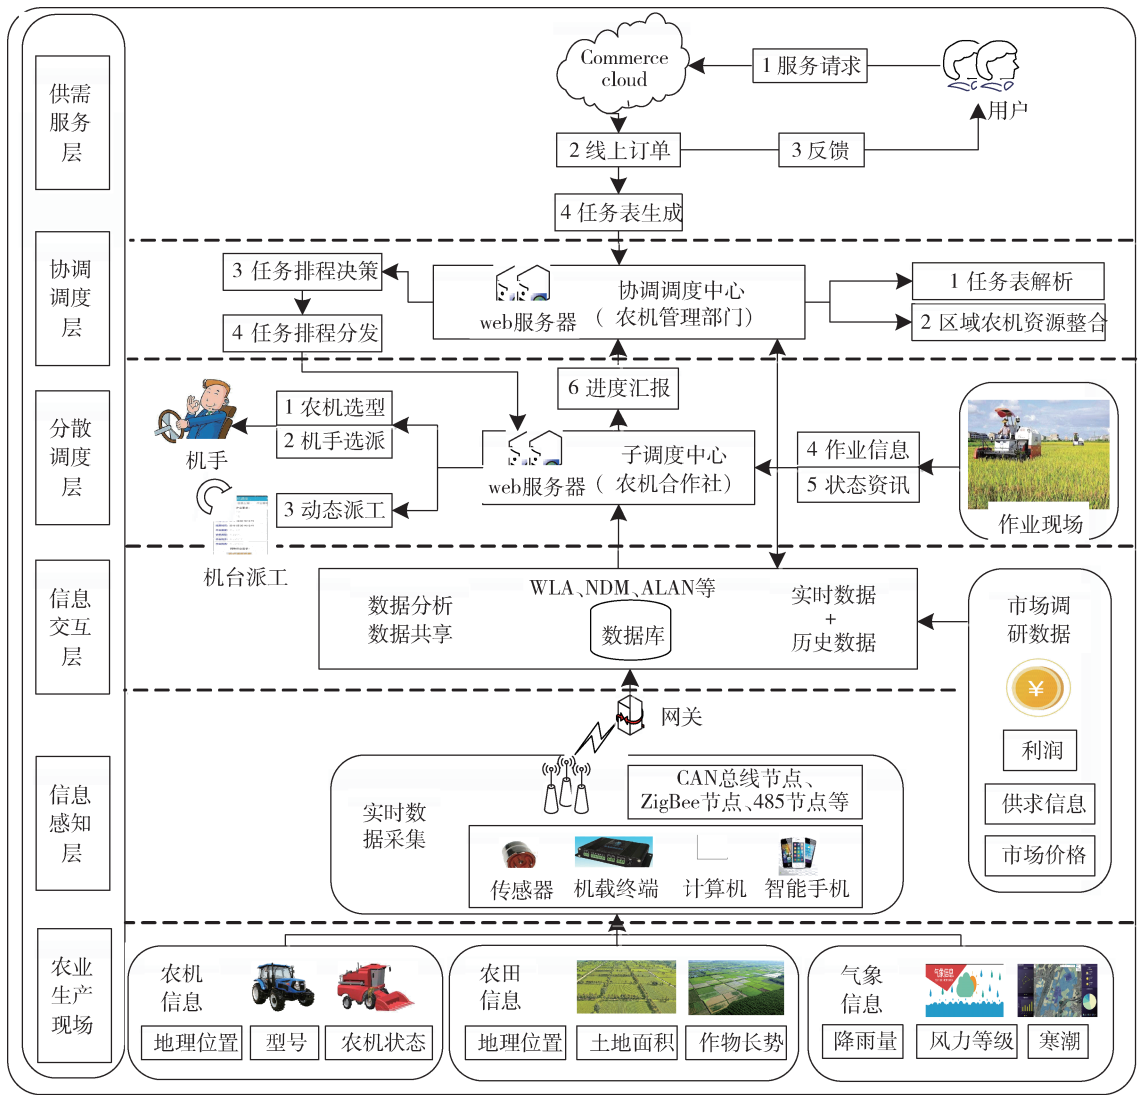 供需
服务
层
Commerce
cloud
1 服务请求
用户
2 线上订单
3 反馈
4 任务表生成
协调
调度
层
3 任务排程决策
4 任务排程分发
web服务器
协调调度中心
（ 农机管理部门）
1 任务表解析
2 区域农机资源整合
6 进度汇报
分散
调度
层
机手
1 农机选型
2 机手选派
3 动态派工
机台派工
web服务器
子调度中心
（ 农机合作社）
4 作业信息
5 状态资讯
作业现场
信息
交互
层
数据分析
数据共享
WLA、NDM、ALAN等
数据库
实时数据
+
历史数据
市场调
研数据
¥
利润
供求信息
市场价格
网关
信息
感知
层
实时数
据采集
CAN总线节点、
ZigBee节点、485节点等
传感器
机载终端
计算机
智能手机
农业
生产
现场
农机
信息
地理位置
型号
农机状态
农田
信息
地理位置
土地面积
作物长势
气象
信息
气象信息
降雨量
风力等级
寒潮